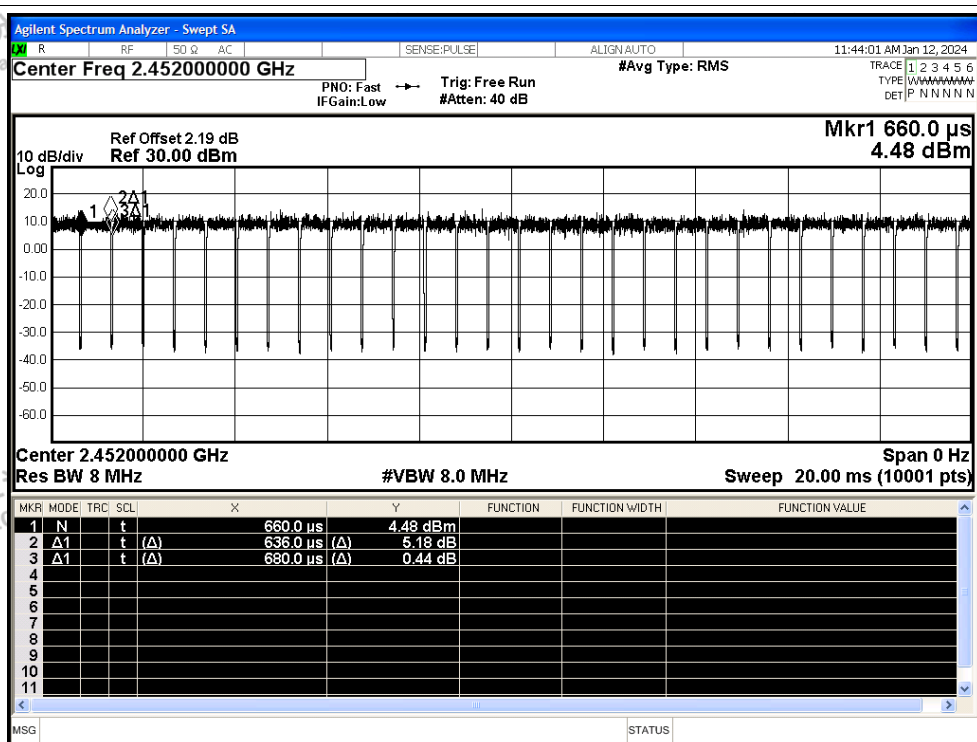 Agilent Spectrum Analyzer - Swept SA
LXI R RF 50 Ω AC SENSE:PULSE ALIGN AUTO 11:44:01 AM Jan 12, 2024
Center Freq 2.452000000 GHz #Avg Type: RMS TRACE 1 2 3 4 5 6
PNO: Fast Trig: Free Run TYPE W
IFGain:Low #Atten: 40 dB DET P N N N N N
Mkr1 660.0 µs
Ref Offset 2.19 dB
10 dB/div Ref 30.00 dBm 4.48 dBm
Log
20.0
10.0
0.00
-10.0
-20.0
-30.0
-40.0
-50.0
-60.0
1
2Δ1
3Δ1
Center 2.452000000 GHz Span 0 Hz
Res BW 8 MHz #VBW 8.0 MHz Sweep 20.00 ms (10001 pts)
MKR MODE TRC SCL X Y FUNCTION FUNCTION WIDTH FUNCTION VALUE
1 N t 660.0 µs 4.48 dBm
2 Δ1 t (Δ) 636.0 µs (Δ) 5.18 dB
3 Δ1 t (Δ) 680.0 µs (Δ) 0.44 dB
4
5
6
7
8
9
10
11
MSG STATUS